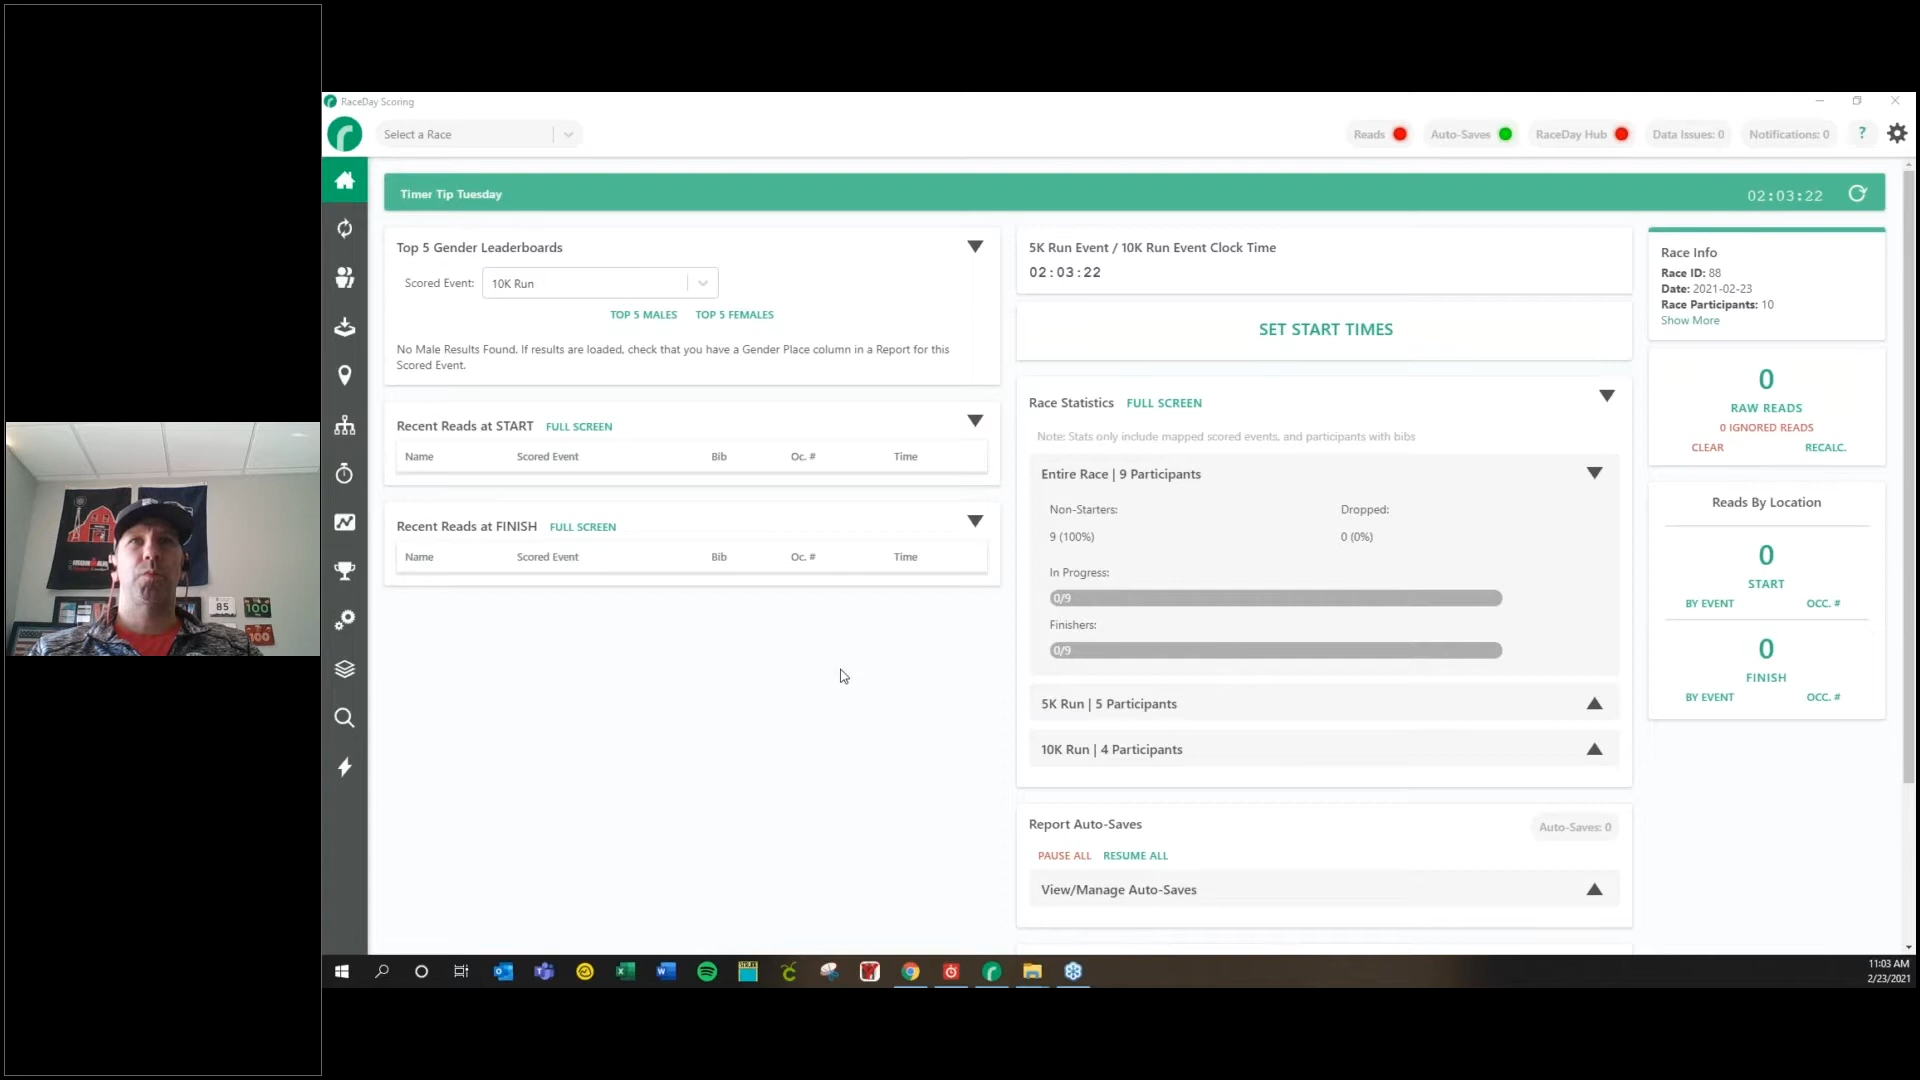 RaceDay Scoring
Select a Race
Reads
Auto-Saves
RaceDay Hub
Data Issues: 0
Notifications: 0
?
Timer Tip Tuesday
02:03:22
Top 5 Gender Leaderboards
Scored Event:
10K Run
TOP 5 MALES
TOP 5 FEMALES
No Male Results Found. If results are loaded, check that you have a Gender Place column in a Report for this
Scored Event.
Recent Reads at START
FULL SCREEN
Name
Scored Event
Bib
Oc. #
Time
Recent Reads at FINISH
FULL SCREEN
Name
Scored Event
Bib
Oc. #
Time
5K Run Event / 10K Run Event Clock Time
02:03:22
SET START TIMES
Race Statistics
FULL SCREEN
Note: Stats only include mapped scored events, and participants with bibs
Entire Race | 9 Participants
Non-Starters:
Dropped:
9 (100%)
0 (0%)
In Progress:
0/9
Finishers:
0/9
5K Run | 5 Participants
10K Run | 4 Participants
Report Auto-Saves
Auto-Saves: 0
PAUSE ALL
RESUME ALL
View/Manage Auto-Saves
Race Info
Race ID: 88
Date: 2021-02-23
Race Participants: 10
Show More
0
RAW READS
0 IGNORED READS
CLEAR
RECALC.
Reads By Location
0
START
BY EVENT
OCC. #
0
FINISH
BY EVENT
OCC. #
85
100
100
11:03 AM
2/23/2021